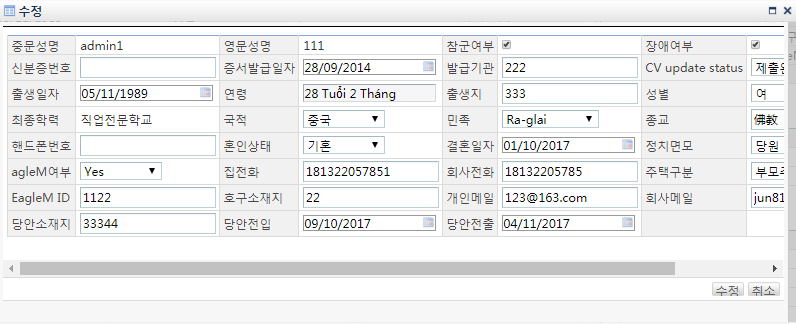 수정
중문성명 admin1 영문성명 111 참군여부 장애여부
신분증번호 증서발급일자 28/09/2014 발급기관 222 CV update status 제출완
출생일자 05/11/1989 연령 28 Tuổi 2 Tháng 출생지 333 성별 여
최종학력 직업전문학교 국적 중국 민족 Ra-glai 종교 佛教
핸드폰번호 혼인상태 기혼 결혼일자 01/10/2017 정치면모 당원
agleM여부 Yes 집전화 181322057851 회사전화 18132205785 주택구분 부모주
EagleM ID 1122 호구소재지 22 개인메일 123@163.com 회사메일 jun81
당안소재지 33344 당안전입 09/10/2017 당안전출 04/11/2017
수정 취소